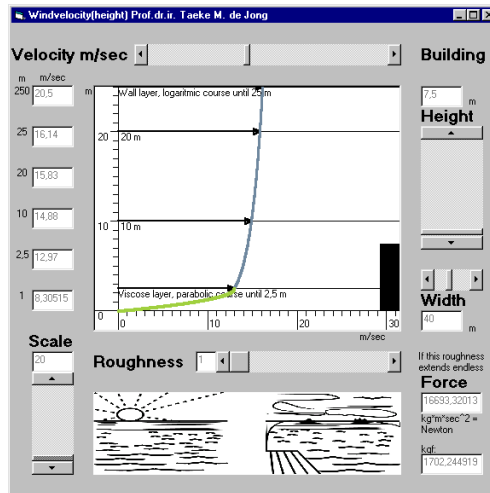 Windvelocity(height) Prof.dr.ir. Taeke M. de Jong
Velocity m/sec
Building
m m/sec
250 20,5
m
Wall layer, logaritmic course until 25 m
7,5
m
Height
25 16,14
20
20 m
20 15,83
10 14,88
10
10 m
2,5 12,97
Viscose layer, parabolic course until 2,5 m
1 8,30515
0
0 10 20 30
m/sec
Width
40
m
Scale
20
Roughness 1
If this roughness
extends endless
Force
16693,32013
kg*m*sec^2 =
Newton
kgf:
1702,244919